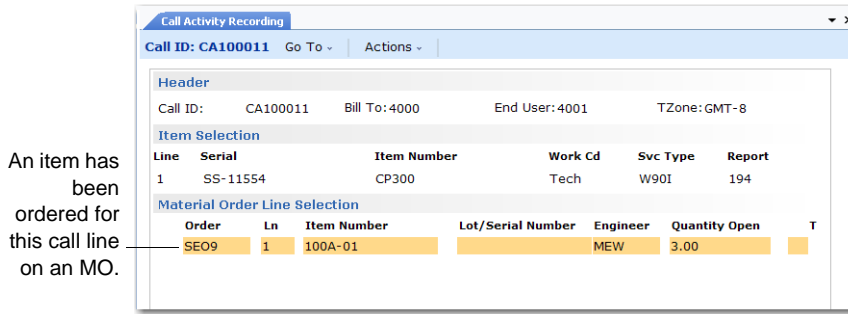 Call Activity Recording
Call ID: CA100011 Go To Actions
Header
Call ID: CA100011 Bill To: 4000 End User: 4001 TZone: GMT-8
Item Selection
Line Serial Item Number Work Cd Svc Type Report
1 SS-11554 CP300 Tech W90I 194
Material Order Line Selection
Order Ln Item Number Lot/Serial Number Engineer Quantity Open T
SEO9 1 100A-01 MEW 3.00
An item has
been
ordered for
this call line
on an MO.